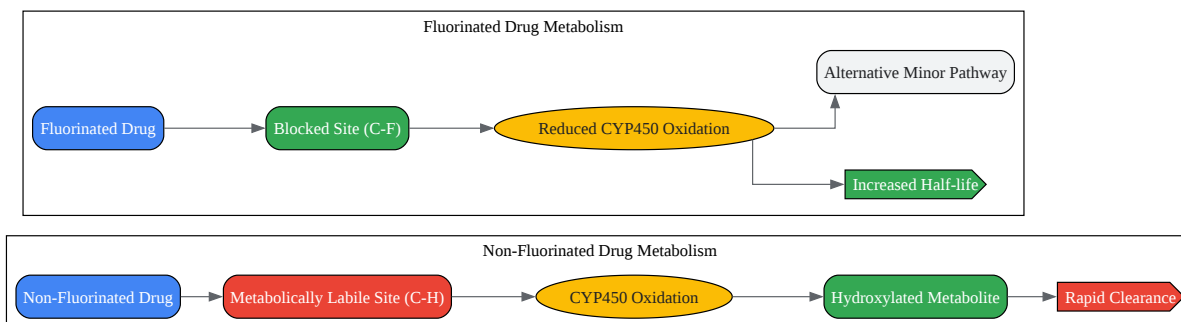 Fluorinated Drug Metabolism
Alternative Minor Pathway
Fluorinated Drug
Blocked Site (C-F)
Reduced CYP450 Oxidation
Increased Half-life
Non-Fluorinated Drug Metabolism
Non-Fluorinated Drug
Metabolically Labile Site (C-H)
CYP450 Oxidation
Hydroxylated Metabolite
Rapid Clearance